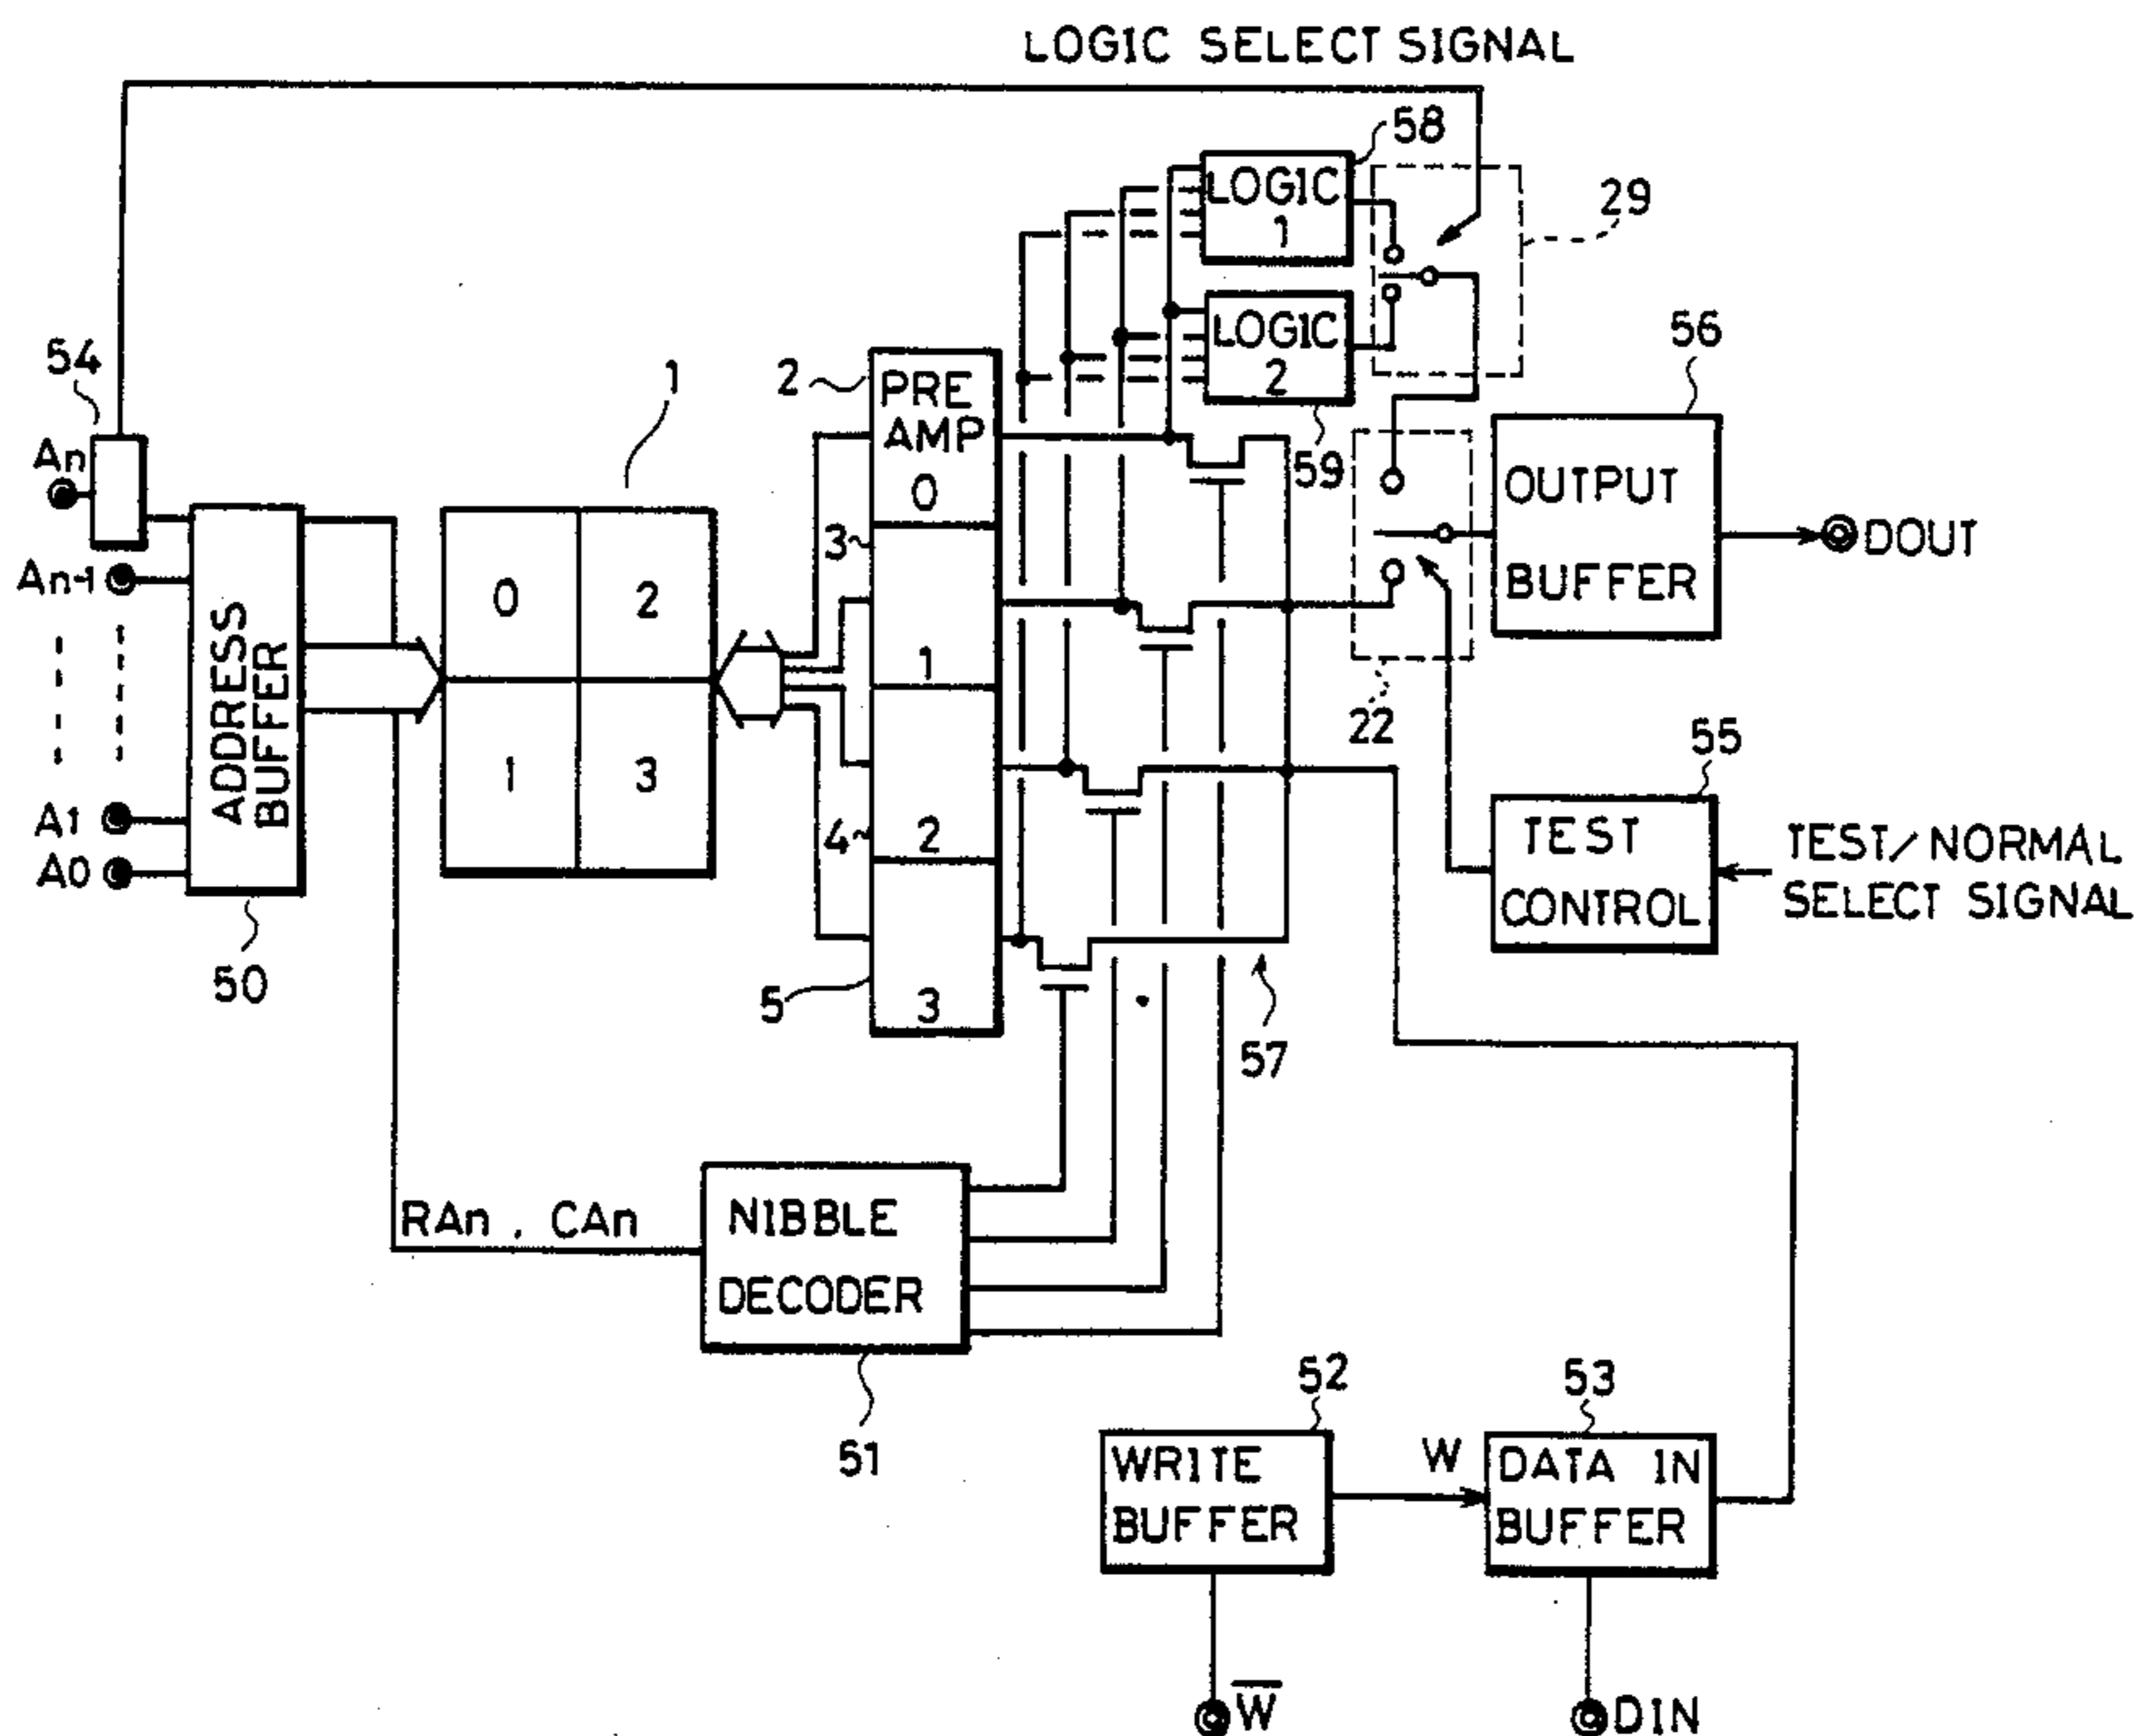 LOGIC SELECT SIGNAL
58
LOGIC
1
29
LOGIC
2
59
54
An
An-1
A1
A0
ADDRESS
BUFFER
50
1
0 2
1 3
2
PRE
AMP
0
3
1
4
2
5
3
56
OUTPUT
BUFFER
DOUT
22
55
TEST
CONTROL
TEST/NORMAL
SELECT SIGNAL
57
RAn , CAn
NIBBLE
DECODER
51
52
WRITE
BUFFER
W
53
DATA IN
BUFFER
W̅
DIN